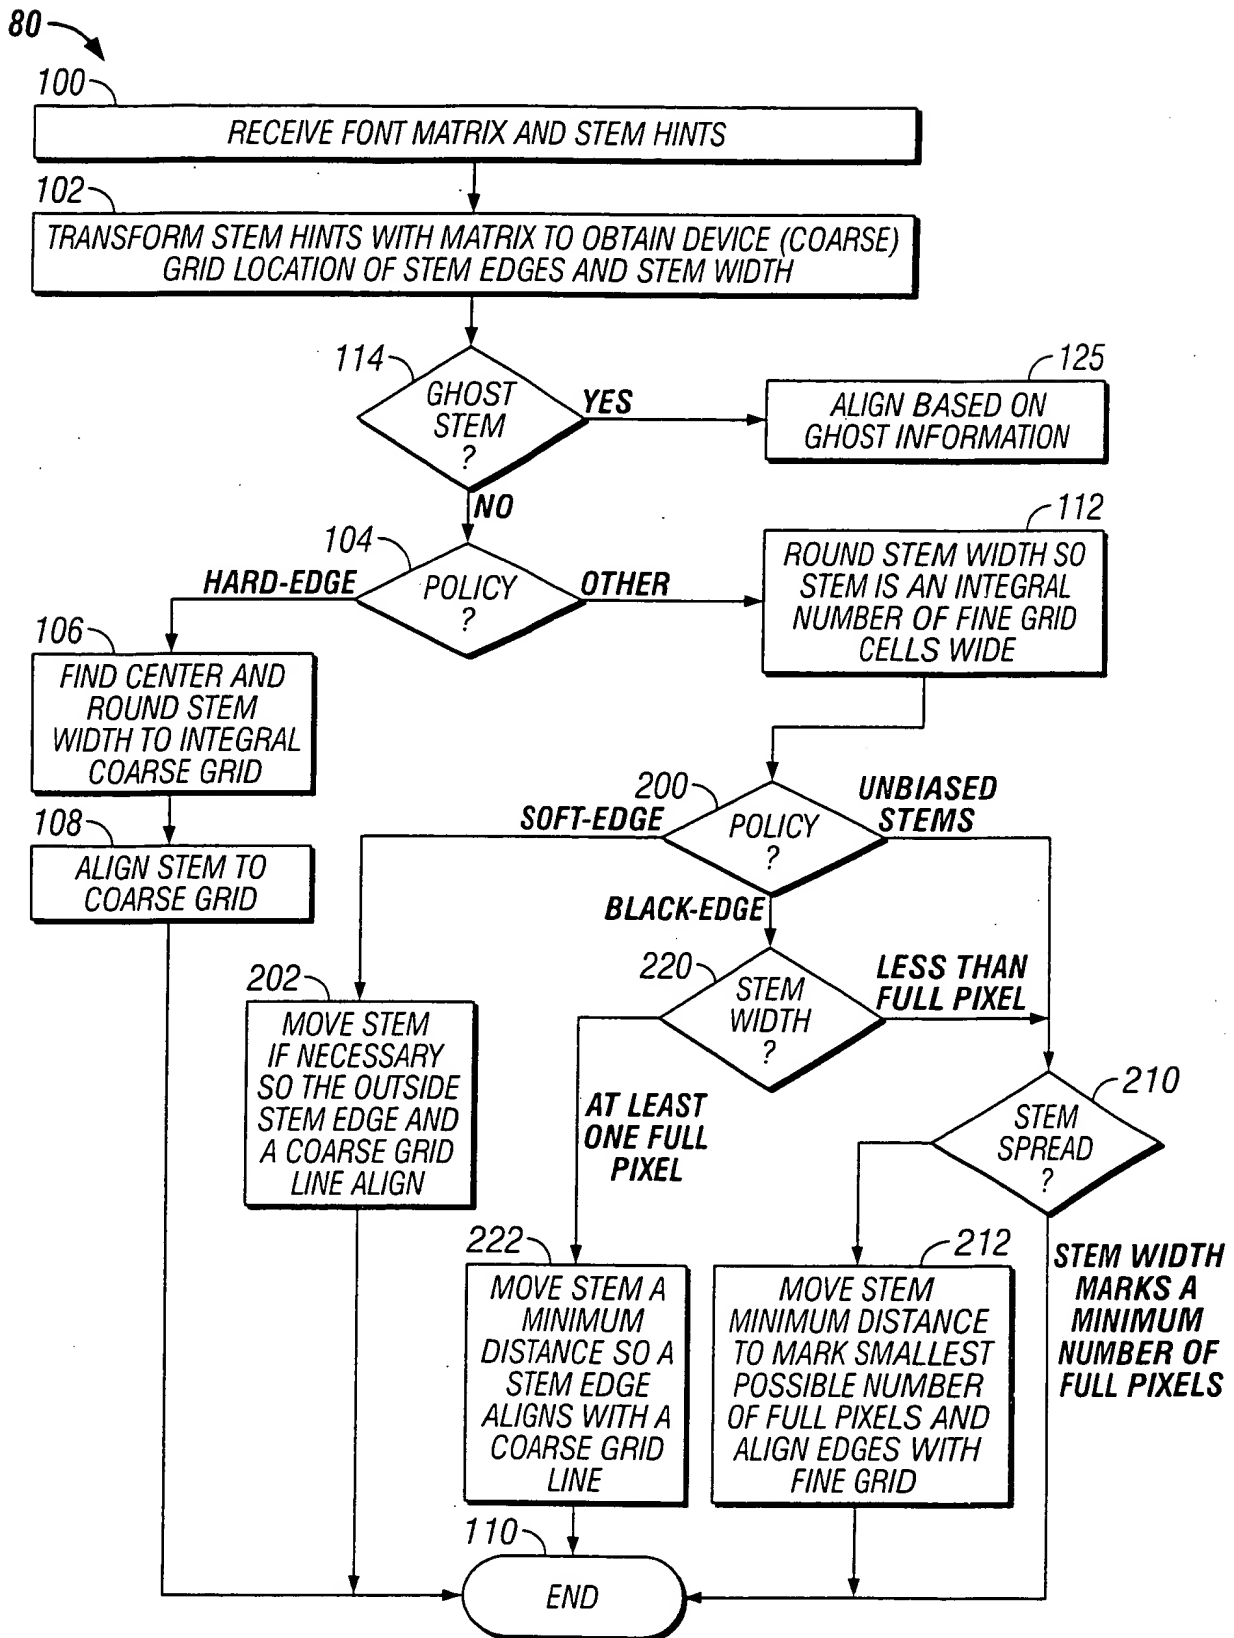 80
100
RECEIVE FONT MATRIX AND STEM HINTS
102
TRANSFORM STEM HINTS WITH MATRIX TO OBTAIN DEVICE (COARSE)
GRID LOCATION OF STEM EDGES AND STEM WIDTH
114
GHOST
STEM
?
YES
125
ALIGN BASED ON
GHOST INFORMATION
NO
104
POLICY
?
HARD-EDGE
OTHER
112
ROUND STEM WIDTH SO
STEM IS AN INTEGRAL
NUMBER OF FINE GRID
CELLS WIDE
106
FIND CENTER AND
ROUND STEM
WIDTH TO INTEGRAL
COARSE GRID
108
ALIGN STEM TO
COARSE GRID
200
POLICY
?
SOFT-EDGE
UNBIASED
STEMS
BLACK-EDGE
220
STEM
WIDTH
?
LESS THAN
FULL PIXEL
202
MOVE STEM
IF NECESSARY
SO THE OUTSIDE
STEM EDGE AND
A COARSE GRID
LINE ALIGN
AT LEAST
ONE FULL
PIXEL
210
STEM
SPREAD
?
222
MOVE STEM A
MINIMUM
DISTANCE SO A
STEM EDGE
ALIGNS WITH A
COARSE GRID
LINE
212
MOVE STEM
MINIMUM DISTANCE
TO MARK SMALLEST
POSSIBLE NUMBER
OF FULL PIXELS AND
ALIGN EDGES WITH
FINE GRID
STEM WIDTH
MARKS A
MINIMUM
NUMBER OF
FULL PIXELS
110
END